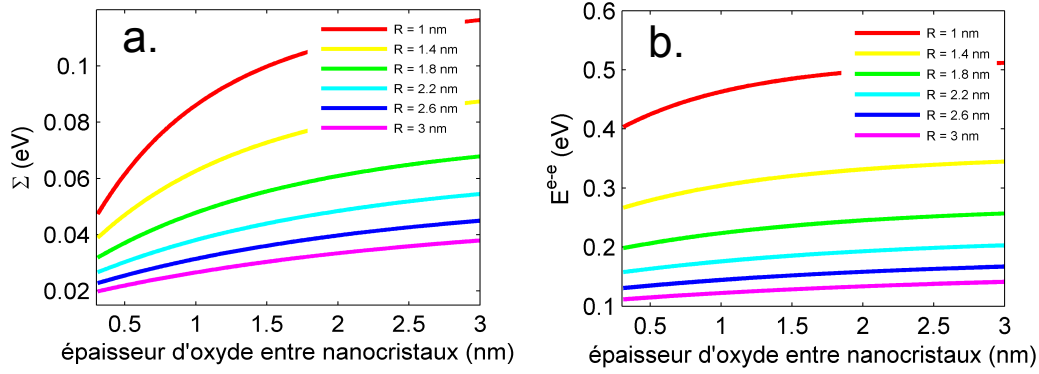 a.
R = 1 nm
R = 1.4 nm
R = 1.8 nm
R = 2.2 nm
R = 2.6 nm
R = 3 nm
0.1
0.08
0.06
0.04
0.02
Σ (eV)
0.5 1 1.5 2 2.5 3
épaisseur d'oxyde entre nanocristaux (nm)
b.
R = 1 nm
R = 1.4 nm
R = 1.8 nm
R = 2.2 nm
R = 2.6 nm
R = 3 nm
0.6
0.5
0.4
0.3
0.2
0.1
E^e-e (eV)
0.5 1 1.5 2 2.5 3
épaisseur d'oxyde entre nanocristaux (nm)